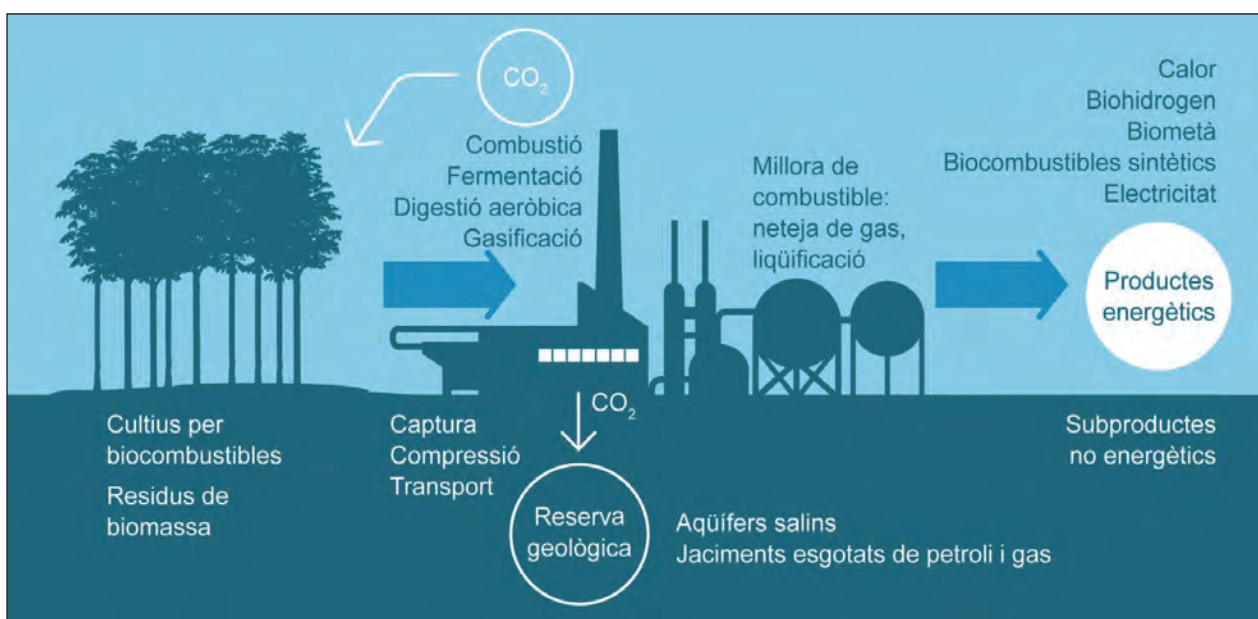 CO₂
Combustió
Fermentació
Digestió aeròbica
Gasificació
Millora de
combustible:
neteja de gas,
liqüificació
Calor
Biohidrogen
Biometà
Biocombustibles sintètics
Electricitat
Productes
energètics
Cultius per
biocombustibles
Residus de
biomassa
Captura
Compressió
Transport
CO₂
Reserva
geològica
Aqüífers salins
Jaciments esgotats de petroli i gas
Subproductes
no energètics